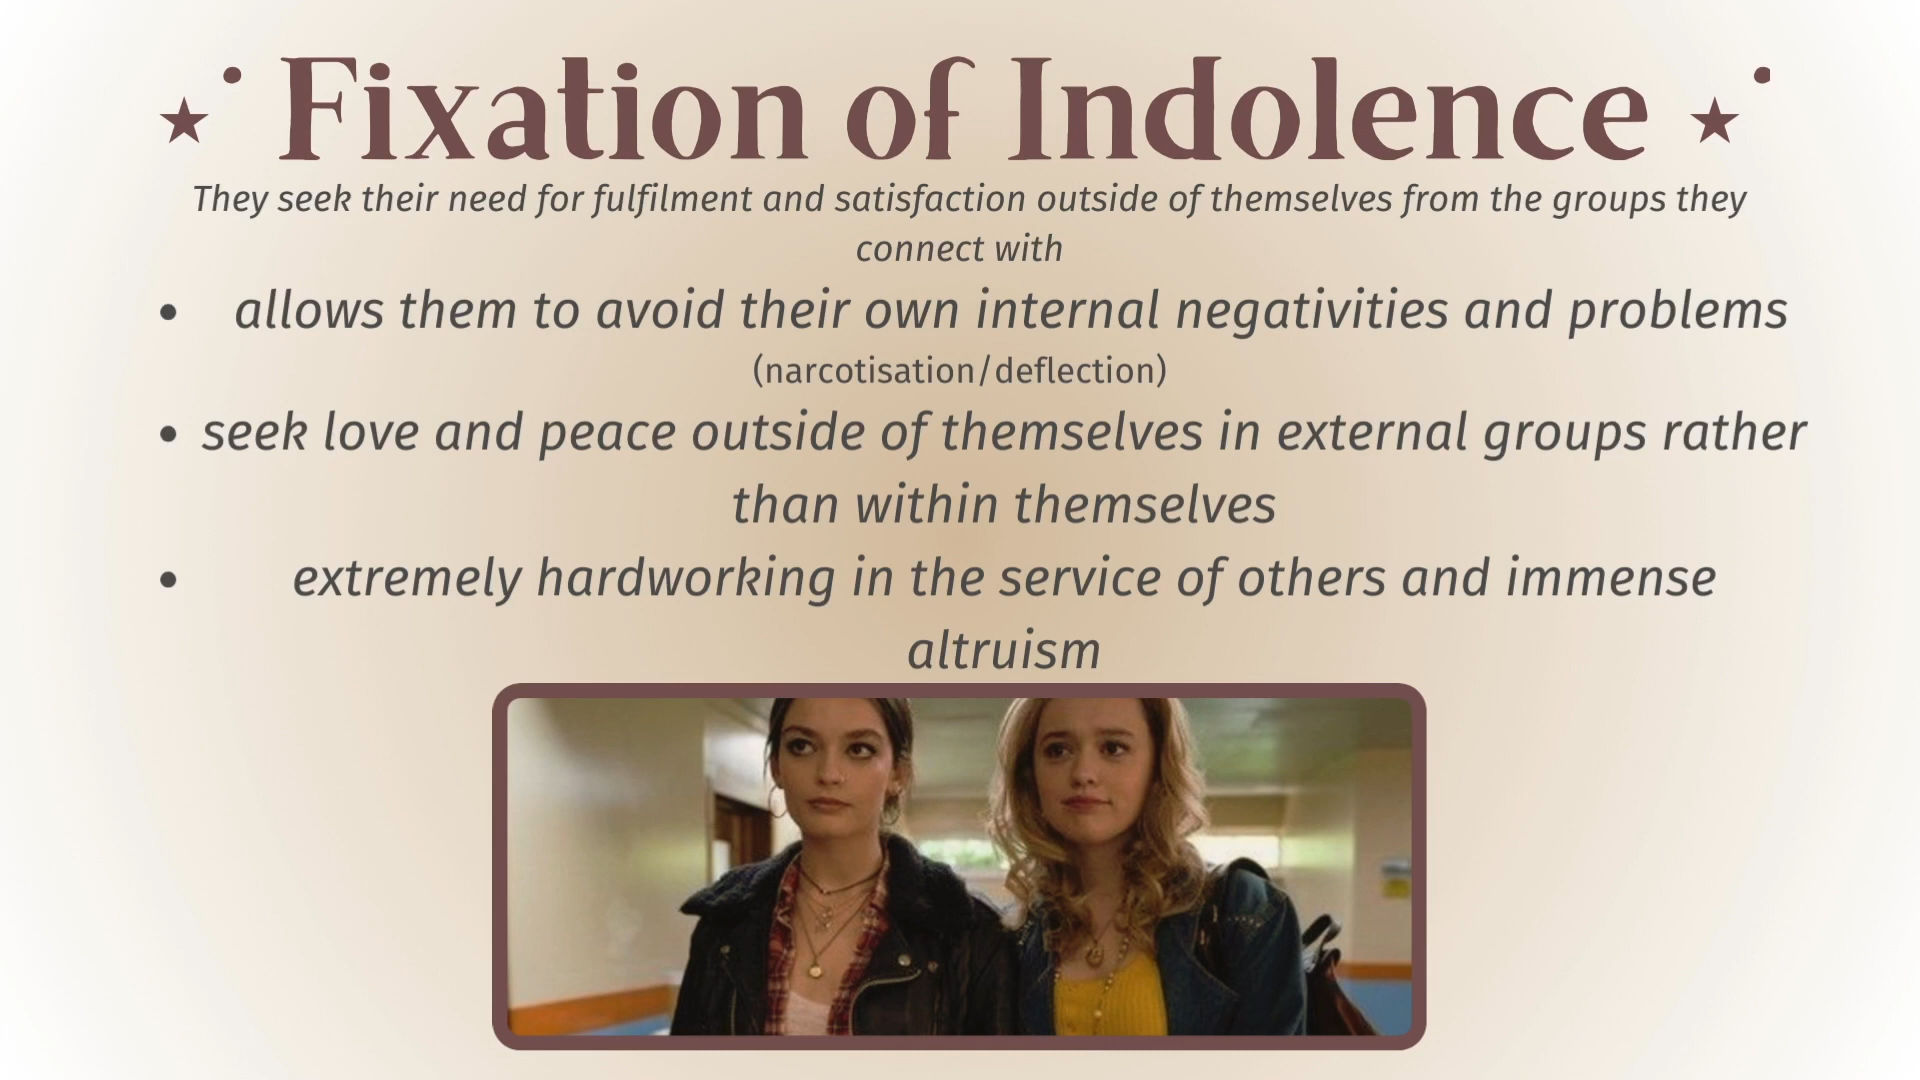 Fixation of Indolence
They seek their need for fulfilment and satisfaction outside of themselves from the groups they
connect with
• allows them to avoid their own internal negativities and problems
(narcotisation/deflection)
• seek love and peace outside of themselves in external groups rather
than within themselves
• extremely hardworking in the service of others and immense
altruism